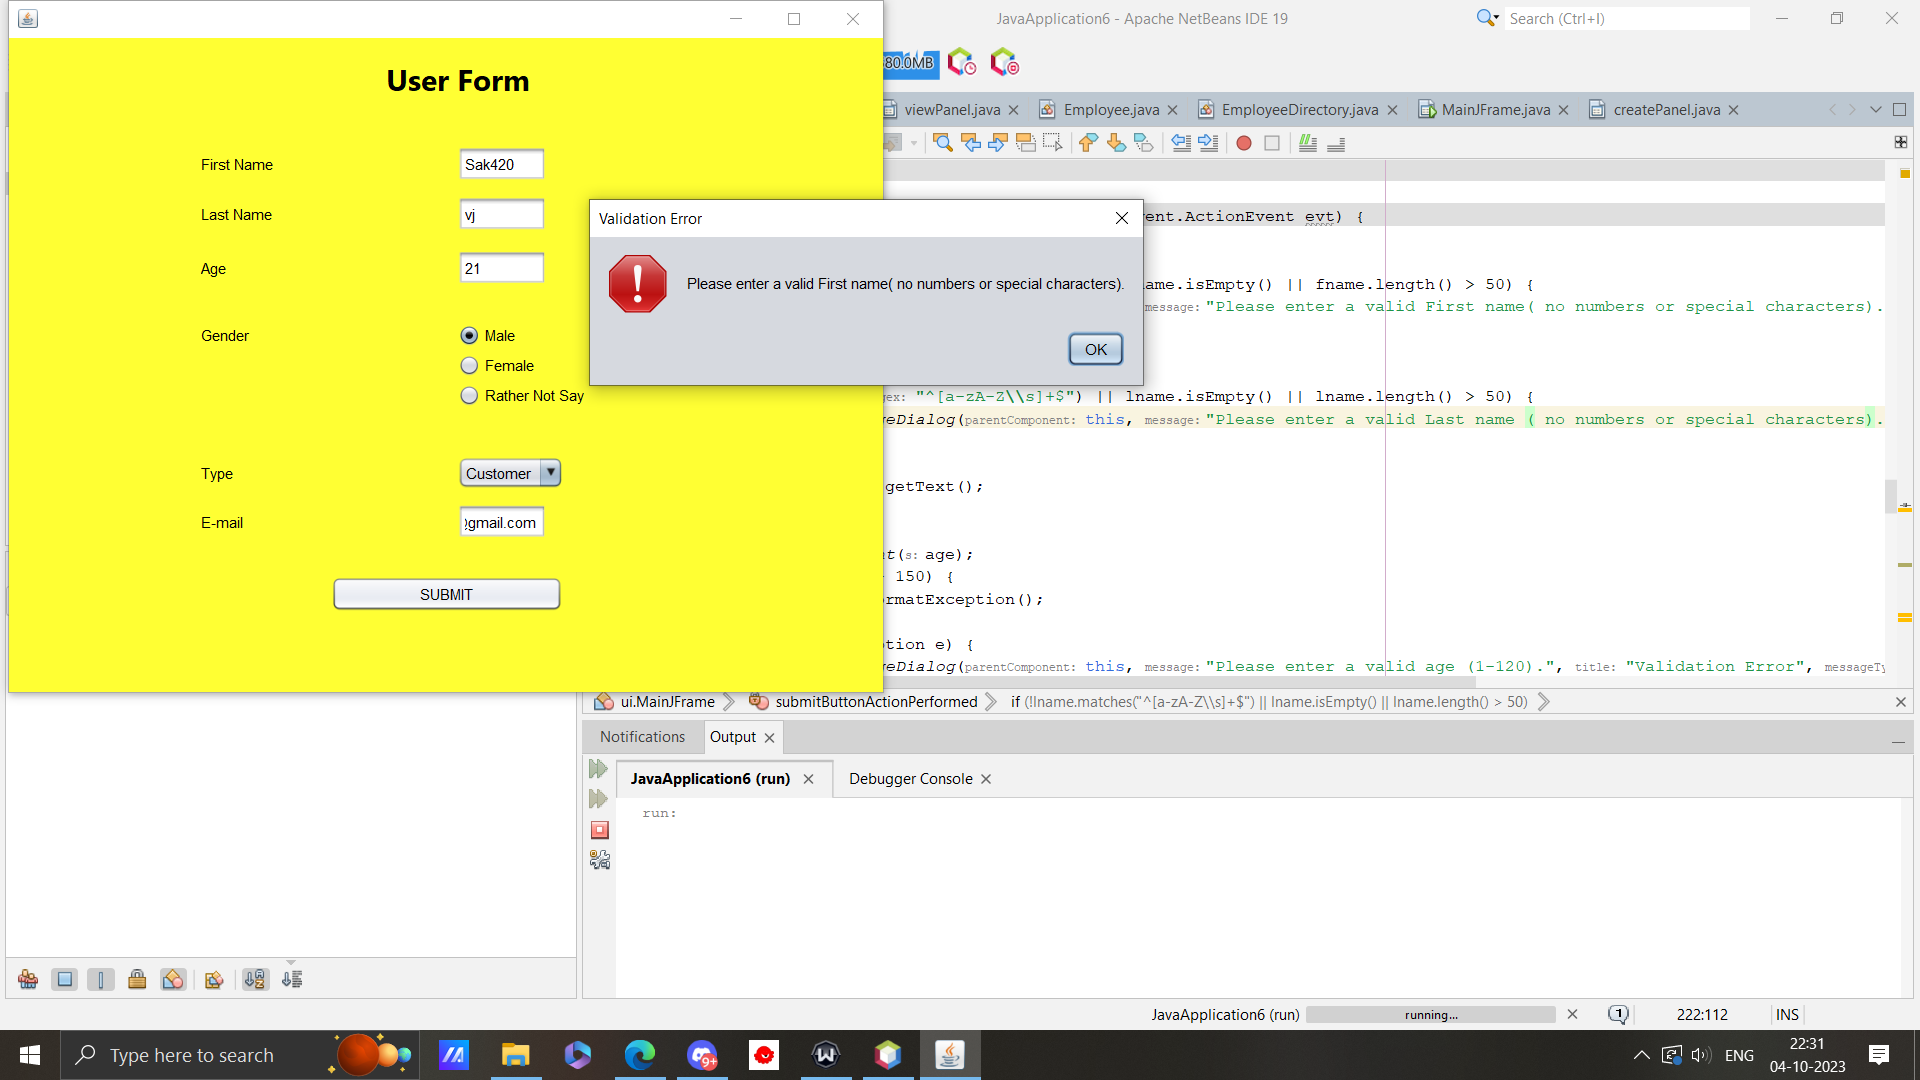 JavaApplication6 - Apache NetBeans IDE 19
Search (Ctrl+I)
User Form
First Name
Sak420
Last Name
vj
Age
21
Gender
Male
Female
Rather Not Say
Type
Customer
E-mail
@gmail.com
SUBMIT
Validation Error
Please enter a valid First name( no numbers or special characters).
OK
80.0MB
viewPanel.java
Employee.java
EmployeeDirectory.java
MainJFrame.java
createPanel.java
ent.ActionEvent evt) {
ame.isEmpty() || fname.length() > 50) {
message: "Please enter a valid First name( no numbers or special characters).
gex: "^[a-zA-Z\\s]+$") || lname.isEmpty() || lname.length() > 50) {
eDialog(parentComponent: this, message: "Please enter a valid Last name ( no numbers or special characters).
getText();
t(s: age);
150) {
rmatException();
tion e) {
eDialog(parentComponent: this, message: "Please enter a valid age (1-120).", title: "Validation Error", messageTy
ui.MainJFrame
submitButtonActionPerformed
if (!lname.matches("^[a-zA-Z\\s]+$") || lname.isEmpty() || lname.length() > 50)
Notifications
Output
JavaApplication6 (run)
Debugger Console
run:
JavaApplication6 (run)
running...
1
222:112
INS
Type here to search
9+
ENG
22:31
04-10-2023